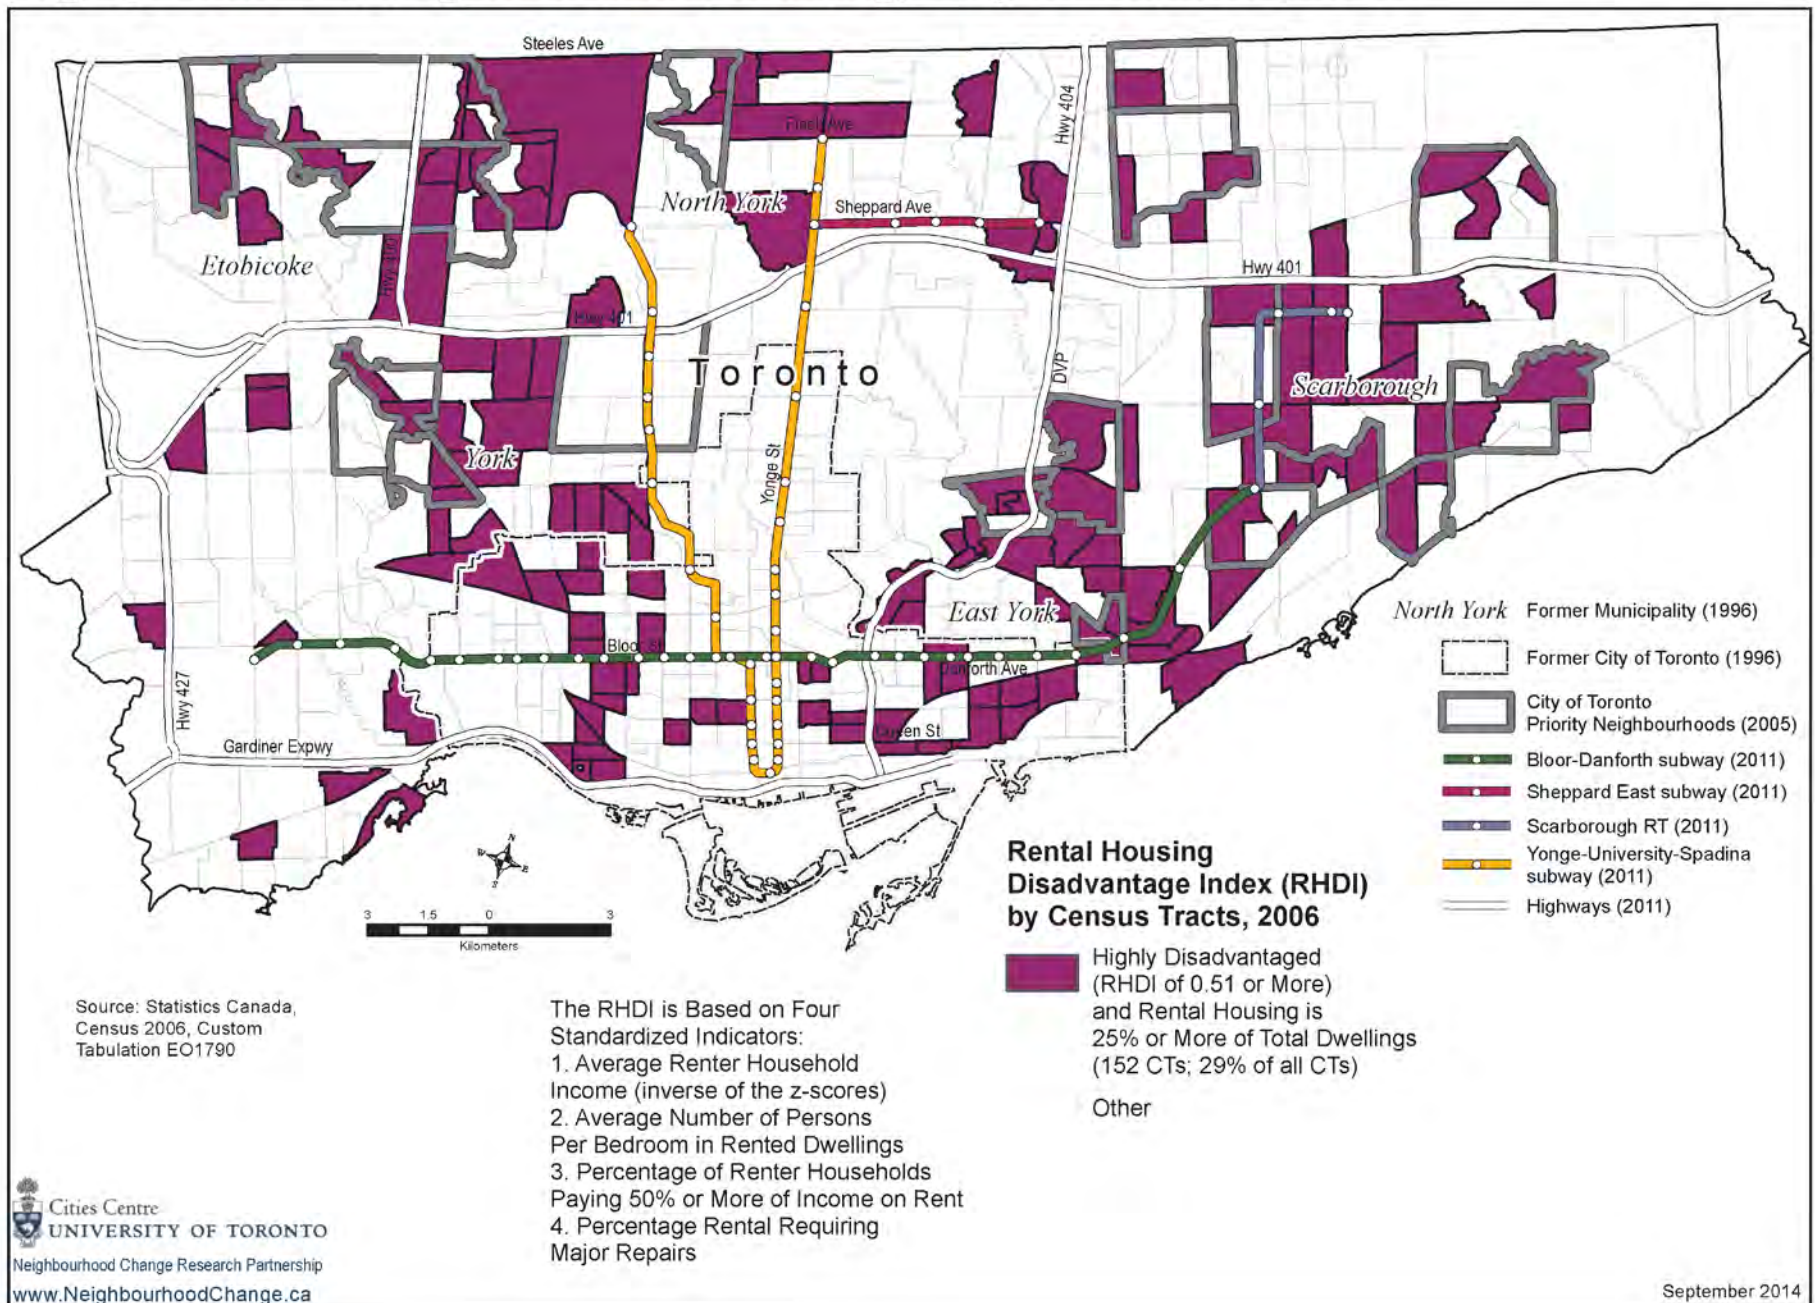 Steeles Ave
Hwy 404
Finch Ave
North York
Sheppard Ave
Etobicoke
Hwy 400
Hwy 401
Hwy 401
Toronto
DVP
Scarborough
York
Yonge St
East York
Bloor St
Danforth Ave
Hwy 427
Queen St
Gardiner Expwy
N
W E
S
3 1.5 0 3
Kilometers
North York Former Municipality (1996)
Former City of Toronto (1996)
City of Toronto
Priority Neighbourhoods (2005)
Bloor-Danforth subway (2011)
Sheppard East subway (2011)
Scarborough RT (2011)
Yonge-University-Spadina
subway (2011)
Highways (2011)
Rental Housing
Disadvantage Index (RHDI)
by Census Tracts, 2006
Highly Disadvantaged
(RHDI of 0.51 or More)
and Rental Housing is
25% or More of Total Dwellings
(152 CTs; 29% of all CTs)
Other
Source: Statistics Canada,
Census 2006, Custom
Tabulation EO1790
The RHDI is Based on Four
Standardized Indicators:
1. Average Renter Household
Income (inverse of the z-scores)
2. Average Number of Persons
Per Bedroom in Rented Dwellings
3. Percentage of Renter Households
Paying 50% or More of Income on Rent
4. Percentage Rental Requiring
Major Repairs
Cities Centre
UNIVERSITY OF TORONTO
Neighbourhood Change Research Partnership
www.NeighbourhoodChange.ca
September 2014